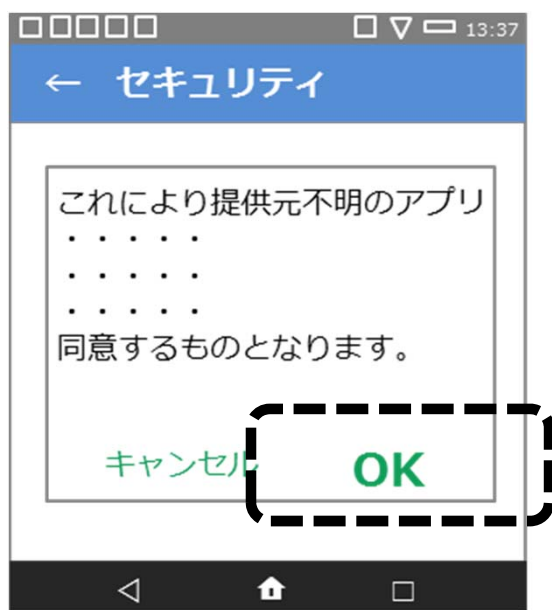 13:37
← セキュリティ
これにより提供元不明のアプリ
・・・・・
・・・・・
・・・・・
同意するものとなります。
キャンセル OK